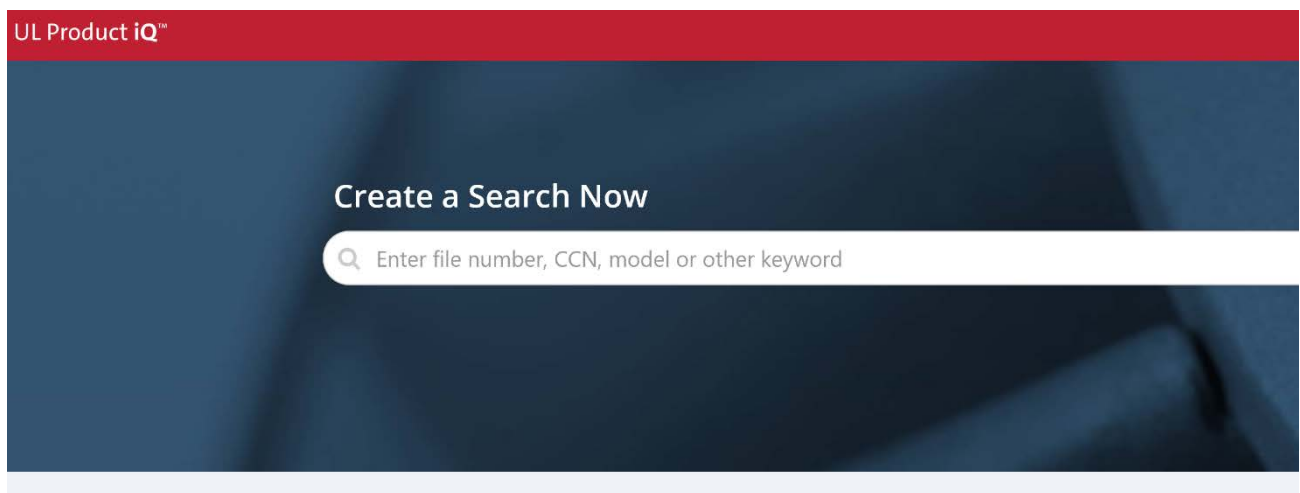 UL Product iQ™
Create a Search Now
Enter file number, CCN, model or other keyword